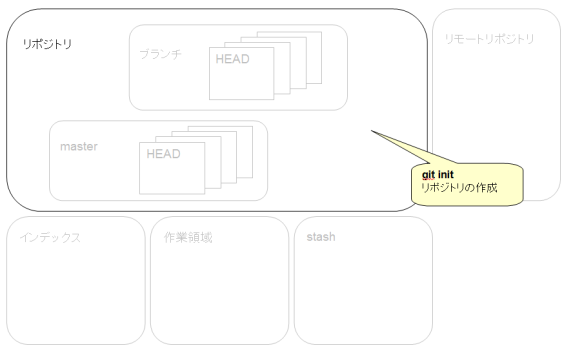 リポジトリ
ブランチ
HEAD
リモートリポジトリ
master
HEAD
git init
リポジトリの作成
インデックス
作業領域
stash